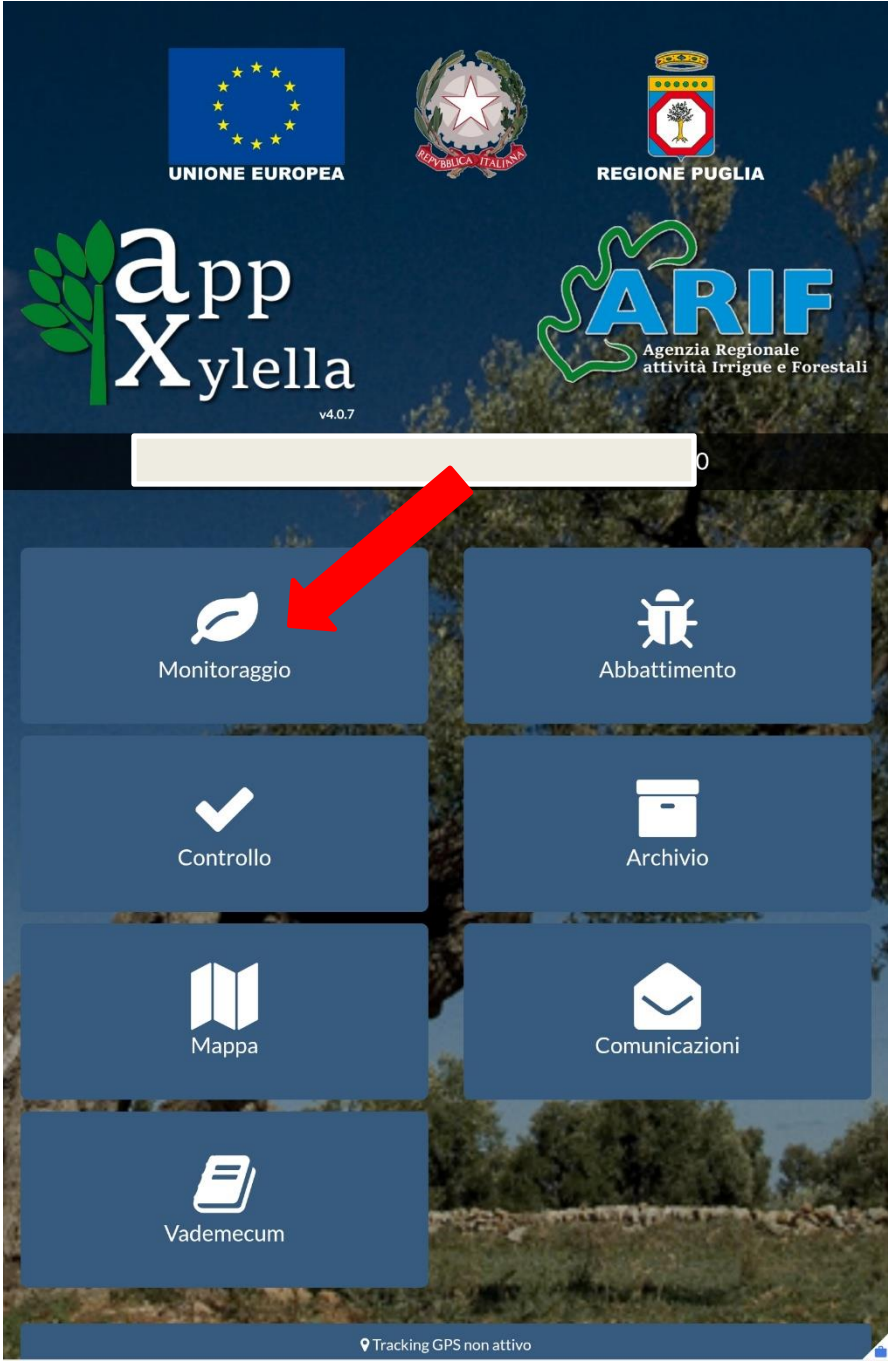 UNIONE EUROPEA
REPVBBLICA ITALIANA
REGIONE PUGLIA
app
Xylella
v4.0.7
ARIF
Agenzia Regionale
attività Irrigue e Forestali
0
Monitoraggio
Abbattimento
Controllo
Archivio
Mappa
Comunicazioni
Vademecum
Tracking GPS non attivo